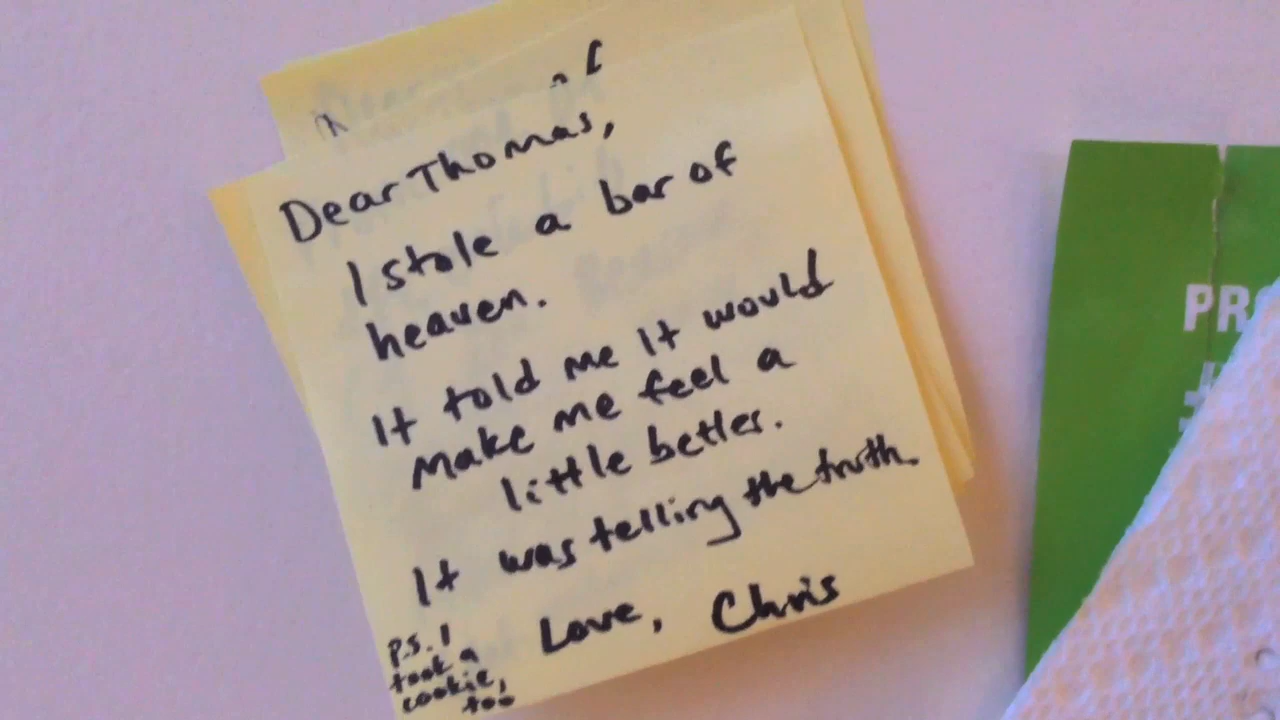 Dear Thomas,
I stole a bar of
heaven.
It told me it would
make me feel a
little better.
It was telling the truth.
Love, Chris
P.S. I
took a
cookie,
too
PRO